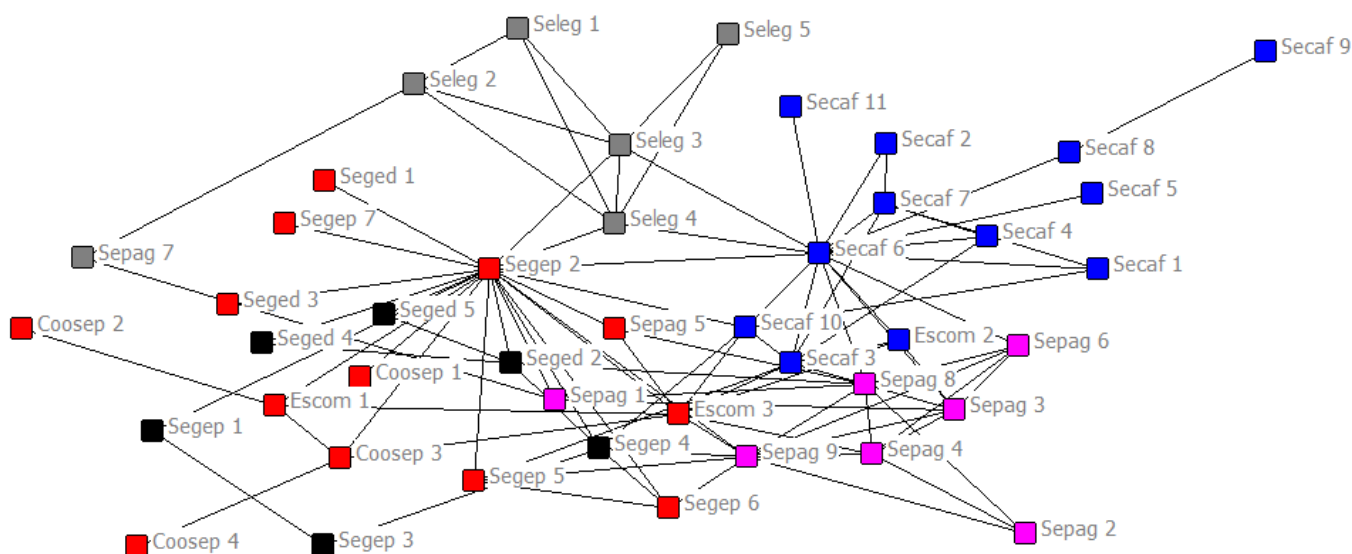 Seleg 1
Seleg 5
Secaf 9
Seleg 2
Secaf 11
Seleg 3
Secaf 2
Secaf 8
Seged 1
Secaf 5
Secaf 7
Segep 7
Seleg 4
Secaf 4
Sepag 7
Segep 2
Secaf 6
Secaf 1
Seged 3
Seged 5
Coosep 2
Sepag 5
Secaf 10
Seged 4
Escom 2
Sepag 6
Seged 2
Secaf 3
Coosep 1
Sepag 8
Sepag 1
Escom 1
Escom 3
Sepag 3
Segep 1
Segep 4
Coosep 3
Sepag 9
Sepag 4
Segep 5
Segep 6
Sepag 2
Coosep 4
Segep 3